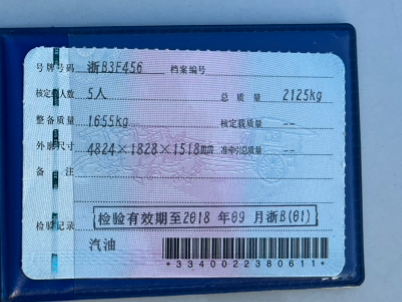 号牌号码 浙B3F456 档案编号
核定载人数 5人 总质量 2125kg
整备质量 1655kg 核定载质量 --
外廓尺寸 4824×1828×1518mm 准牵引总质量 --
备注
检验记录 检验有效期至2018年09月浙B(01)
汽油
*3340022380611*